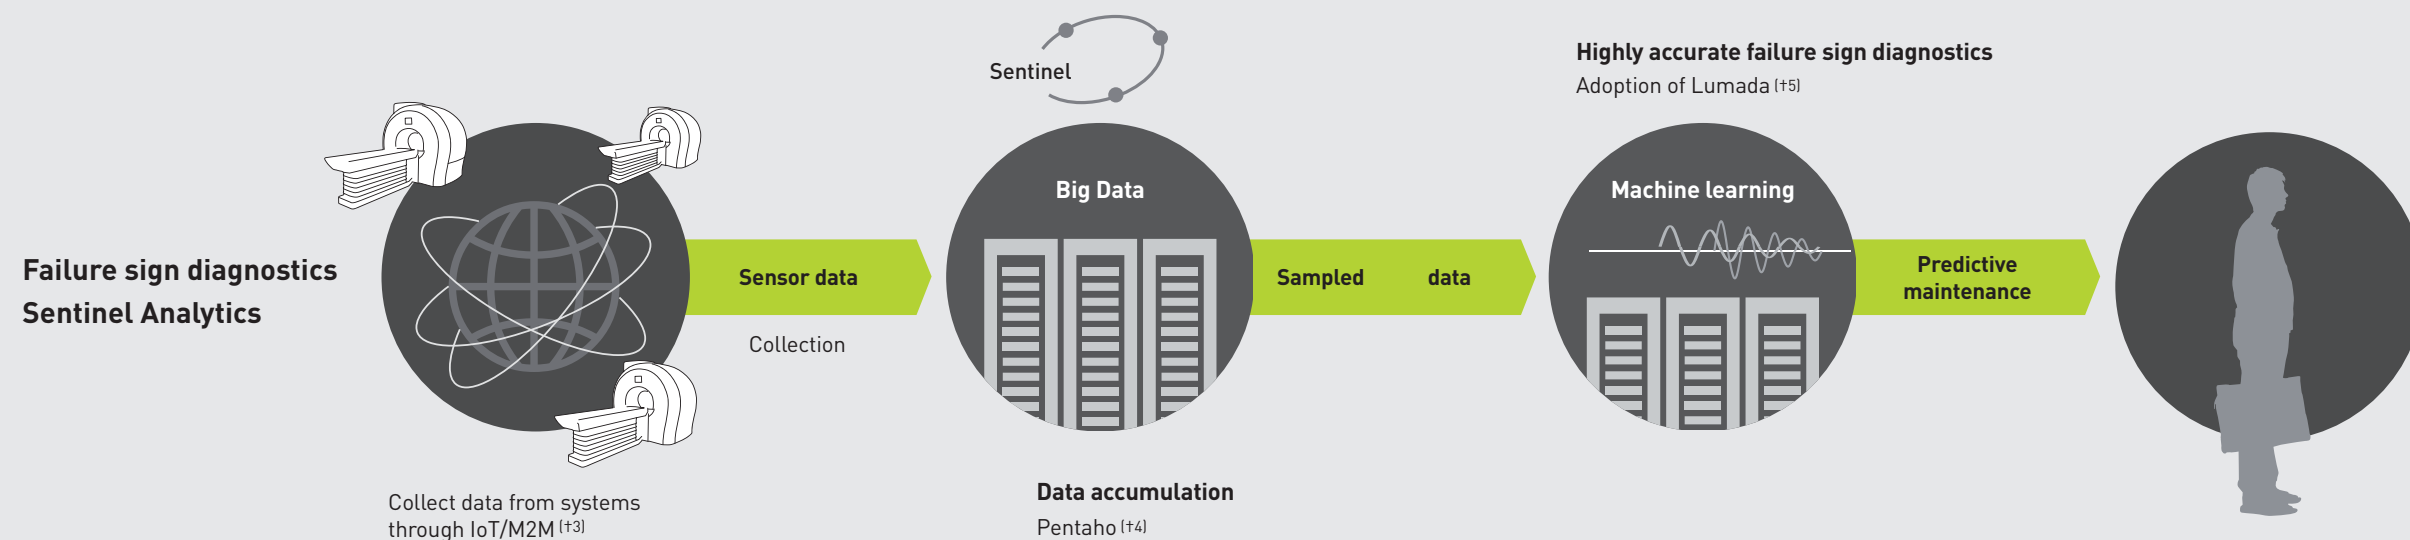 Failure sign diagnostics
Sentinel Analytics
Collect data from systems
through IoT/M2M (†3)
Sensor data
Collection
Sentinel
Big Data
Data accumulation
Pentaho (†4)
Sampled data
Highly accurate failure sign diagnostics
Adoption of Lumada (†5)
Machine learning
Predictive
maintenance